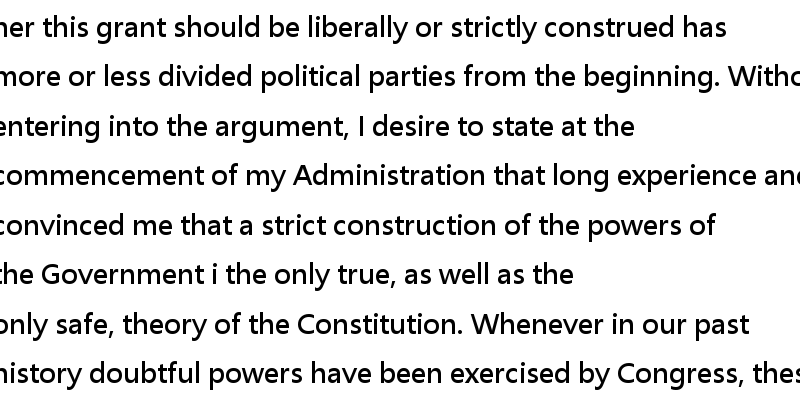 her this grant should be liberally or strictly construed has
more or less divided political parties from the beginning. Witho
entering into the argument, I desire to state at the
commencement of my Administration that long experience and
convinced me that a strict construction of the powers of
the Government i the only true, as well as the
only safe, theory of the Constitution. Whenever in our past
history doubtful powers have been exercised by Congress, thes